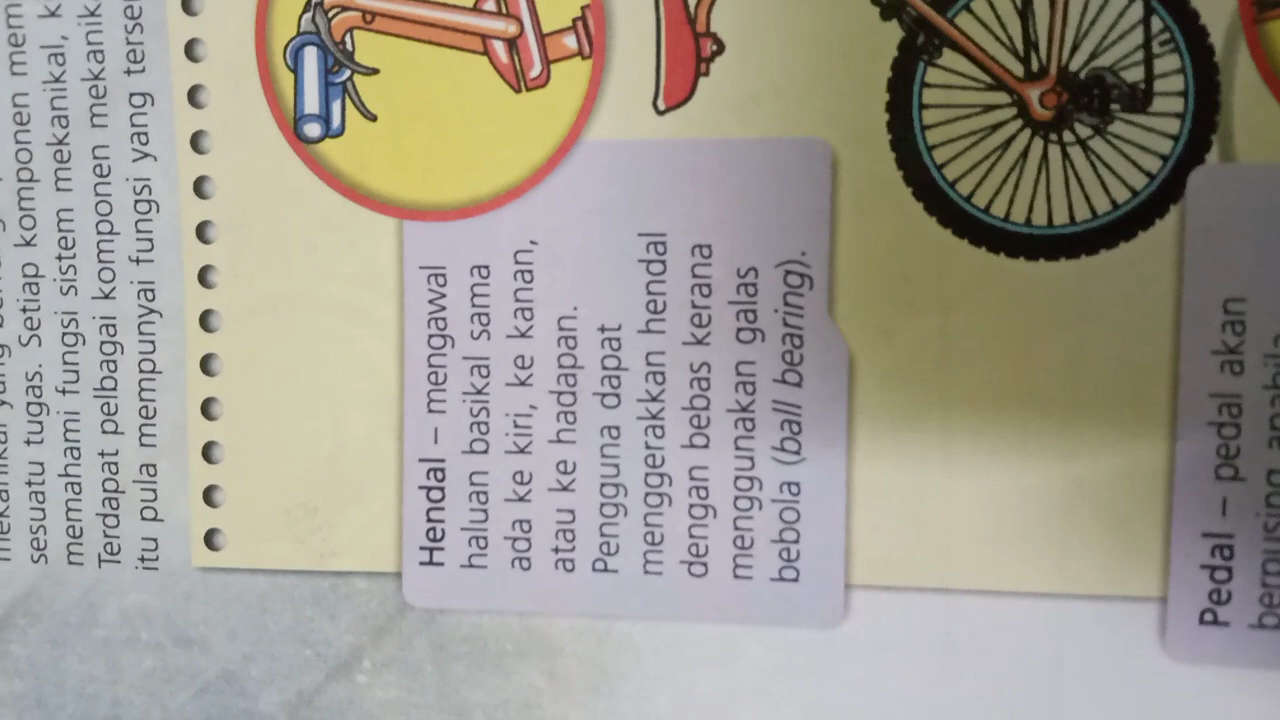 sesuatu tugas. Setiap komponen mem
memahami fungsi sistem mekanikal, k
Terdapat pelbagai komponen mekanik
itu pula mempunyai fungsi yang terse
Hendal – mengawal
haluan basikal sama
ada ke kiri, ke kanan,
atau ke hadapan.
Pengguna dapat
menggerakkan hendal
dengan bebas kerana
menggunakan galas
bebola (ball bearing).
Pedal – pedal akan